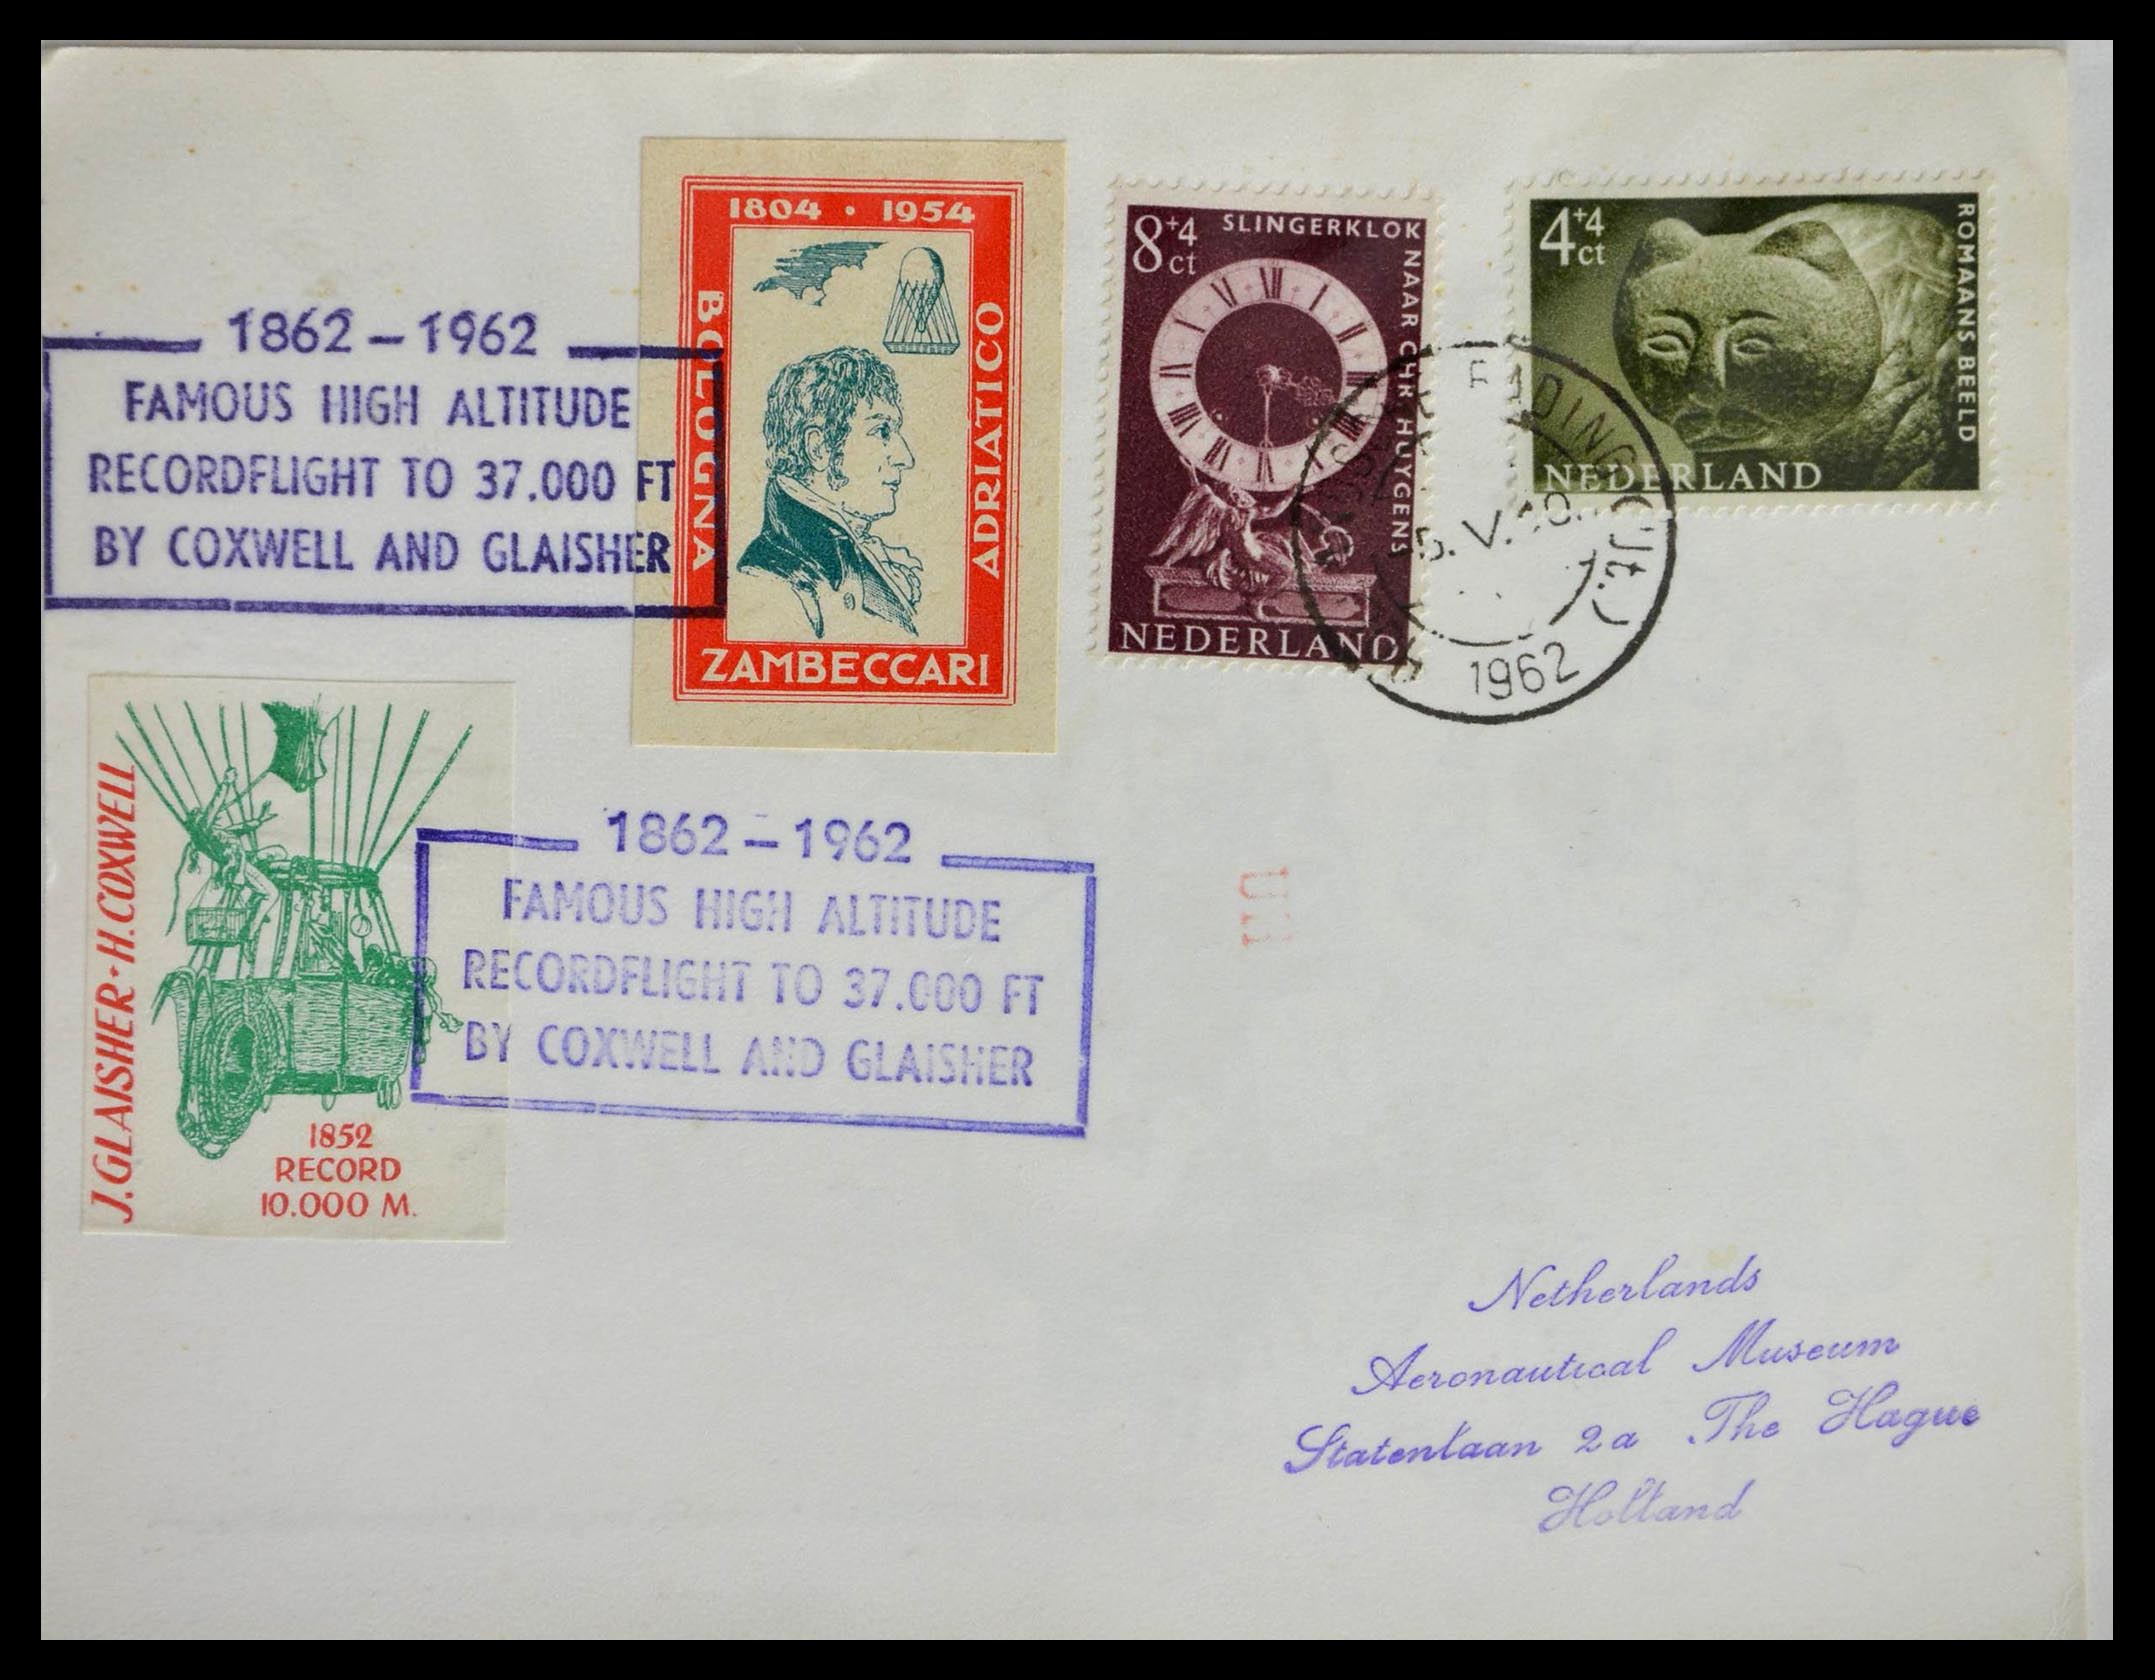 1862 – 1962
FAMOUS HIGH ALTITUDE
RECORDFLIGHT TO 37.000 FT
BY COXWELL AND GLAISHER
1804 · 1954
BOLOGNA
ADRIATICO
ZAMBECCARI
8+4 ct
SLINGERKLOK
NAAR CHR HUYGENS
NEDERLAND
4+4 ct
ROMAANS BEELD
NEDERLAND
1962
J. GLAISHER · H. COXWELL
1852
RECORD
10.000 M.
1862 – 1962
FAMOUS HIGH ALTITUDE
RECORDFLIGHT TO 37.000 FT
BY COXWELL AND GLAISHER
Netherlands
Aeronautical Museum
Statenlaan 2a The Hague
Holland